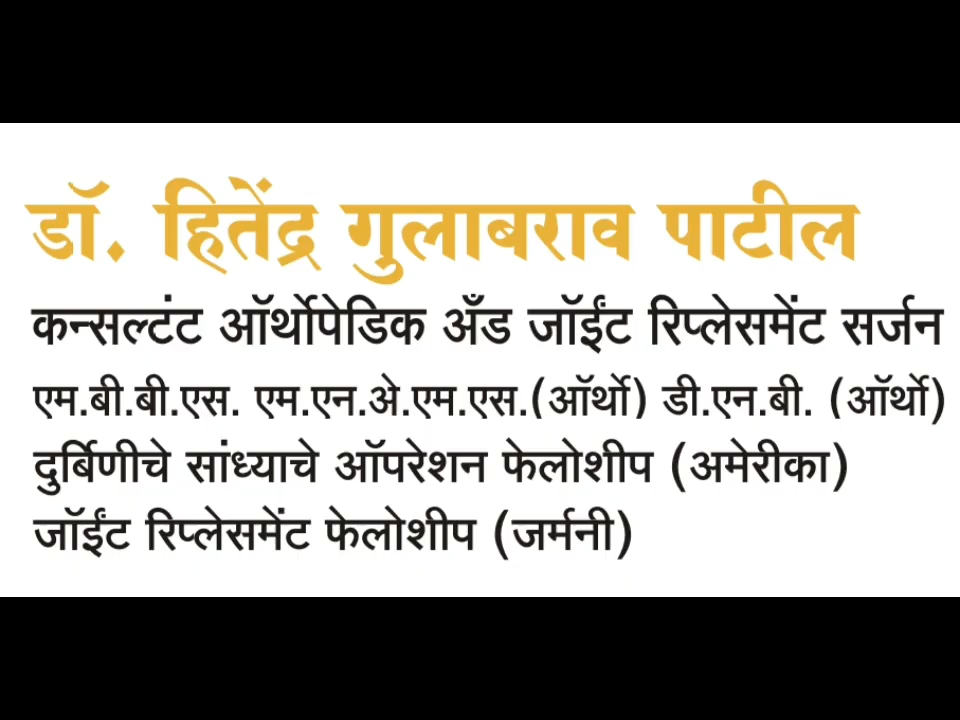 डॉ. हितेंद्र गुलाबराव पाटील
कन्सल्टंट ऑर्थोपेडिक अँड जॉईंट रिप्लेसमेंट सर्जन
एम.बी.बी.एस. एम.एन.अे.एम.एस.(ऑर्थो) डी.एन.बी. (ऑर्थो)
दुर्बिणीचे सांध्याचे ऑपरेशन फेलोशीप (अमेरीका)
जॉईंट रिप्लेसमेंट फेलोशीप (जर्मनी)